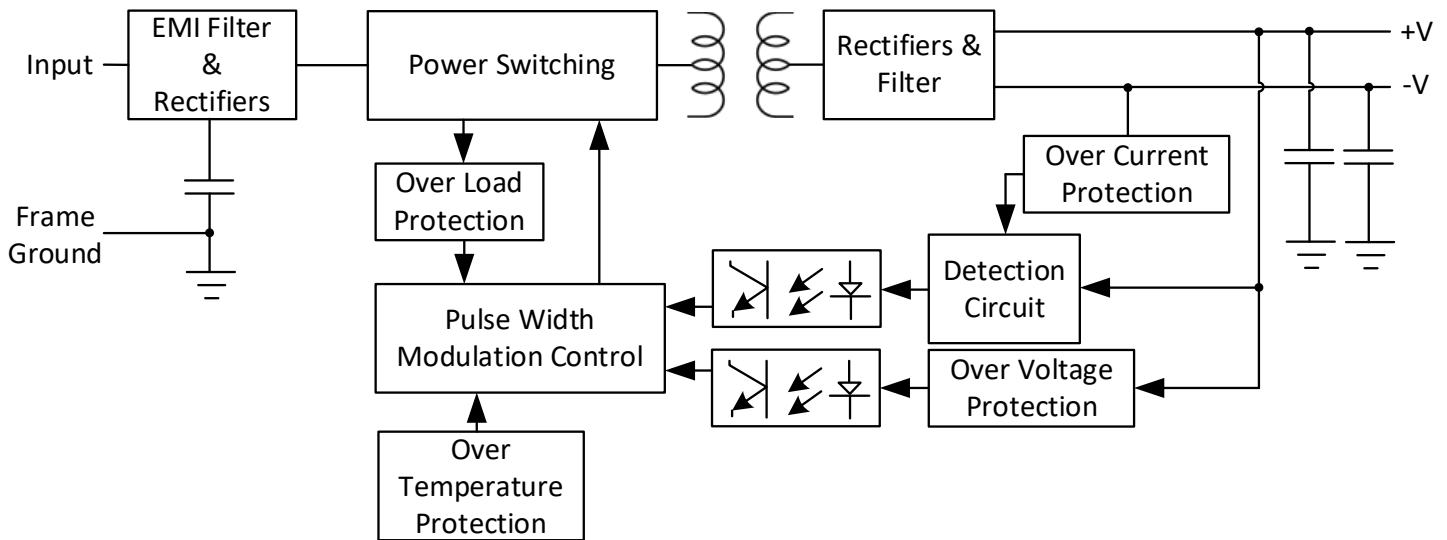 Input
EMI Filter
&
Rectifiers
Power Switching
Rectifiers &
Filter
+V
-V
Over Load
Protection
Over Current
Protection
Frame
Ground
Detection
Circuit
Pulse Width
Modulation Control
Over Voltage
Protection
Over
Temperature
Protection